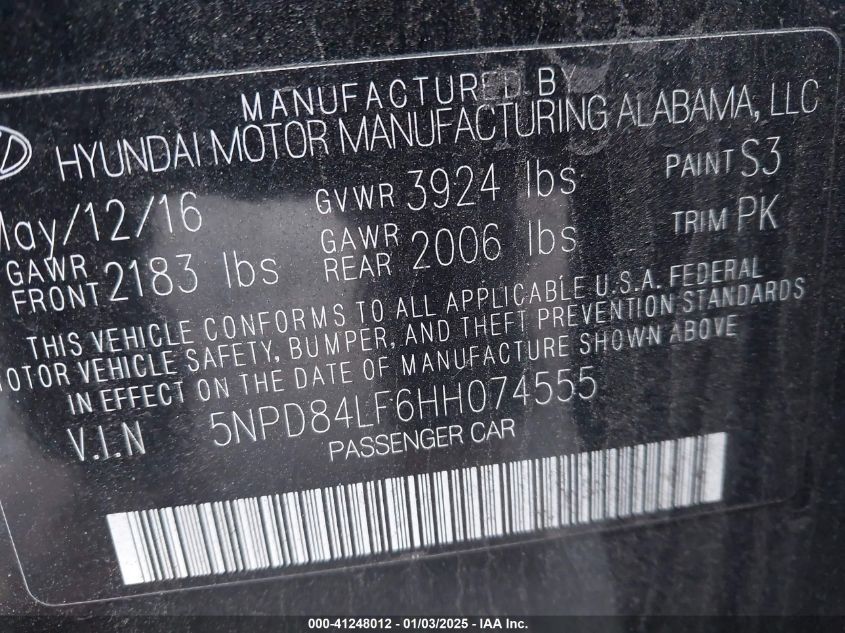 MANUFACTURED BY
HYUNDAI MOTOR MANUFACTURING ALABAMA, LLC
May/12/16 GVWR 3924 lbs PAINT S3
GAWR FRONT 2183 lbs GAWR REAR 2006 lbs TRIM PK
THIS VEHICLE CONFORMS TO ALL APPLICABLE U.S.A. FEDERAL
MOTOR VEHICLE SAFETY, BUMPER, AND THEFT PREVENTION STANDARDS
IN EFFECT ON THE DATE OF MANUFACTURE SHOWN ABOVE
V.I.N 5NPD84LF6HH074555
PASSENGER CAR
000-41248012 - 01/03/2025 - IAA Inc.